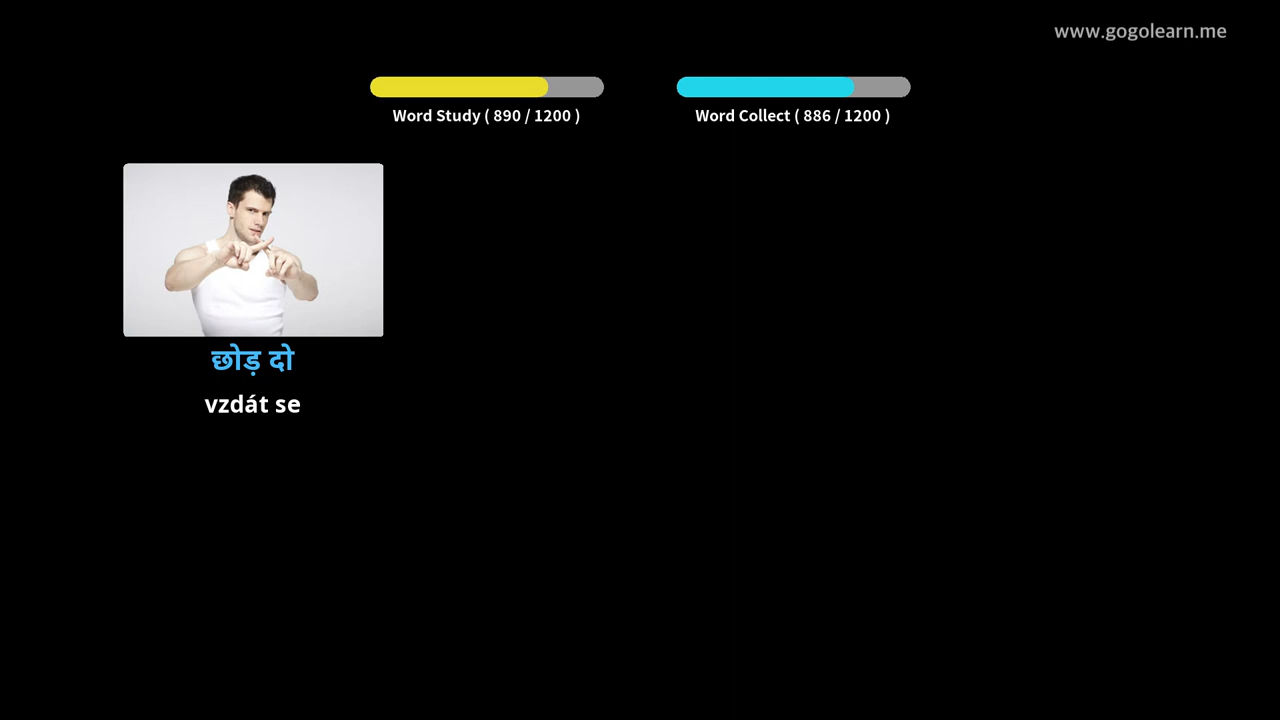 www.gogolearn.me
Word Study ( 890 / 1200 )
Word Collect ( 886 / 1200 )
छोड़ दो
vzdát se